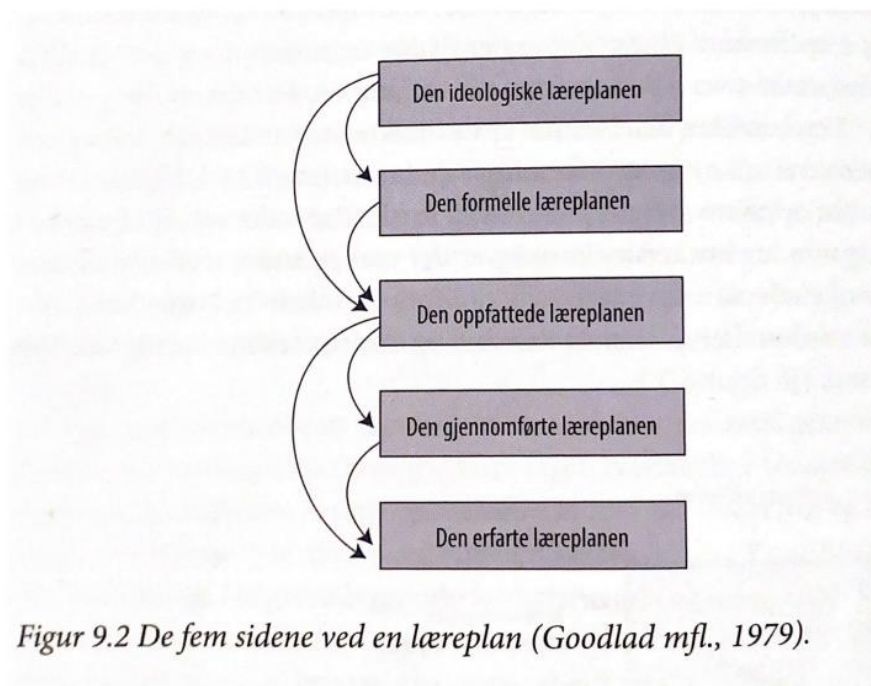 Den ideologiske læreplanen
Den formelle læreplanen
Den oppfattede læreplanen
Den gjennomførte læreplanen
Den erfarte læreplanen
Figur 9.2 De fem sidene ved en læreplan (Goodlad mfl., 1979).